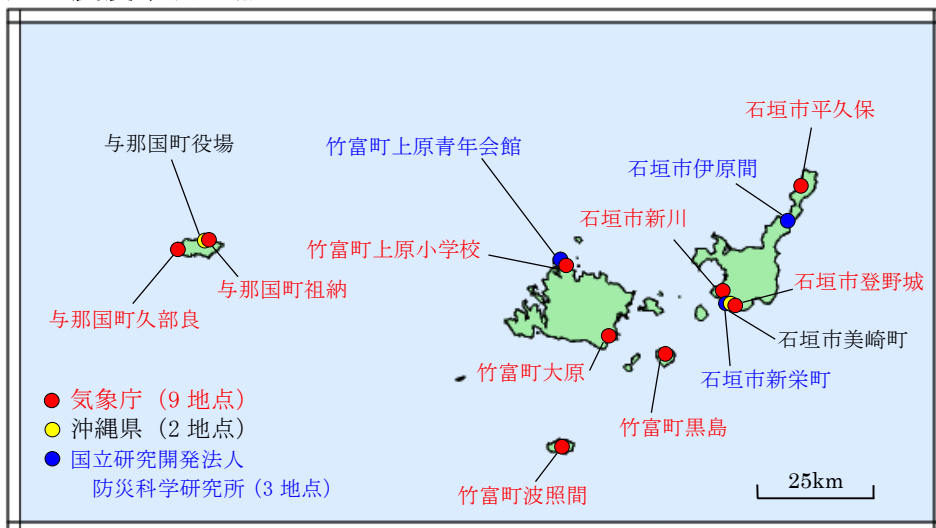 石垣市平久保
与那国町役場
竹富町上原青年会館
石垣市伊原間
石垣市新川
竹富町上原小学校
与那国町祖納
石垣市登野城
与那国町久部良
石垣市美崎町
竹富町大原
石垣市新栄町
竹富町黒島
竹富町波照間
気象庁(9 地点)
沖縄県(2 地点)
国立研究開発法人
防災科学研究所(3 地点)
25km